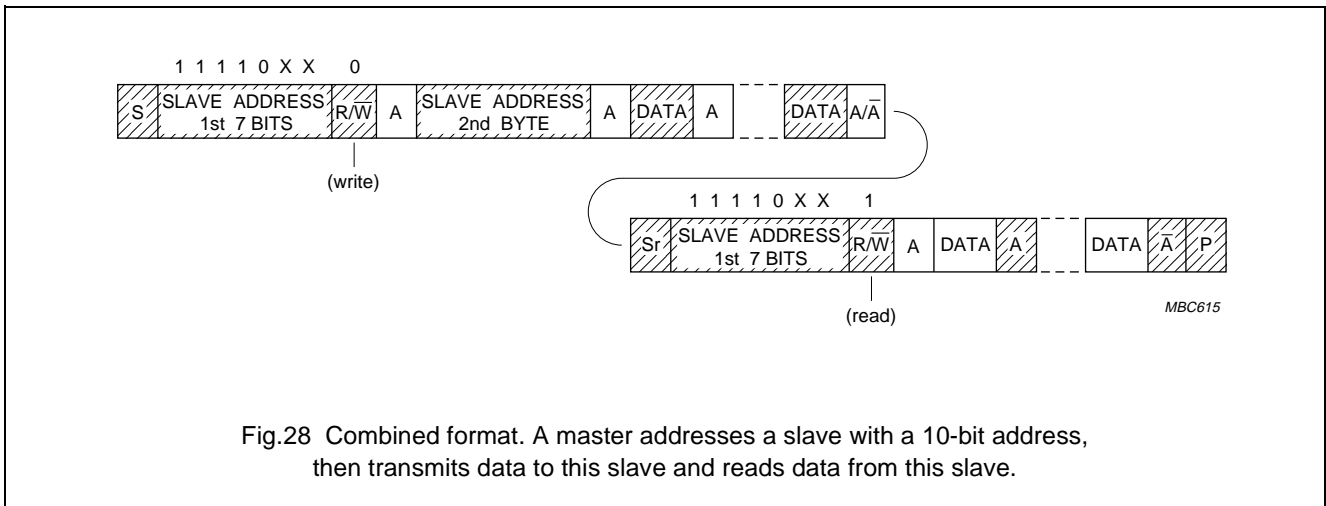 1 1 1 1 0 X X 0
S SLAVE ADDRESS 1st 7 BITS R/W̅ A SLAVE ADDRESS 2nd BYTE A DATA A DATA A/A̅
(write)
1 1 1 1 0 X X 1
Sr SLAVE ADDRESS 1st 7 BITS R/W̅ A DATA A DATA A̅ P
(read)
MBC615
Fig.28 Combined format. A master addresses a slave with a 10-bit address,
then transmits data to this slave and reads data from this slave.